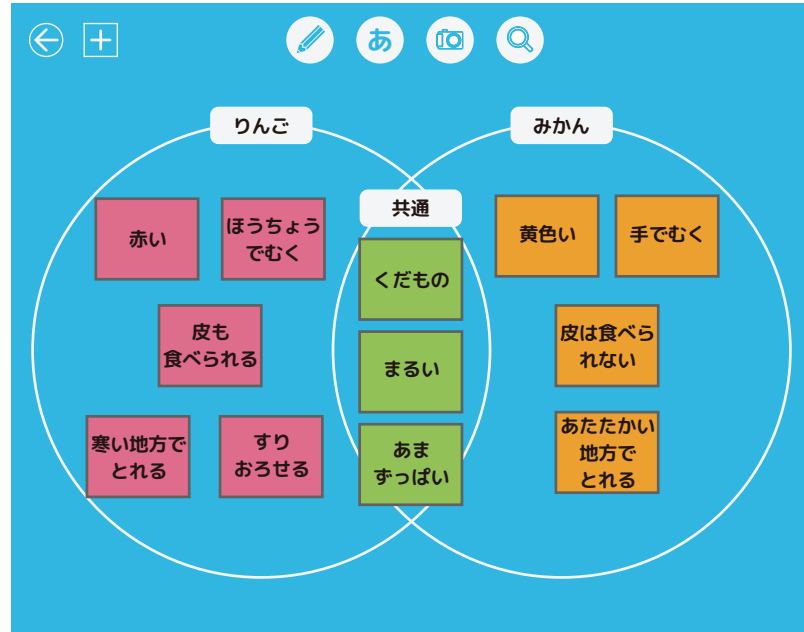 あ
りんご
みかん
共通
赤い
ほうちょう
でむく
皮も
食べられる
寒い地方で
とれる
すり
おろせる
くだもの
まるい
あま
ずっぱい
黄色い
手でむく
皮は食べら
れない
あたたかい
地方で
とれる